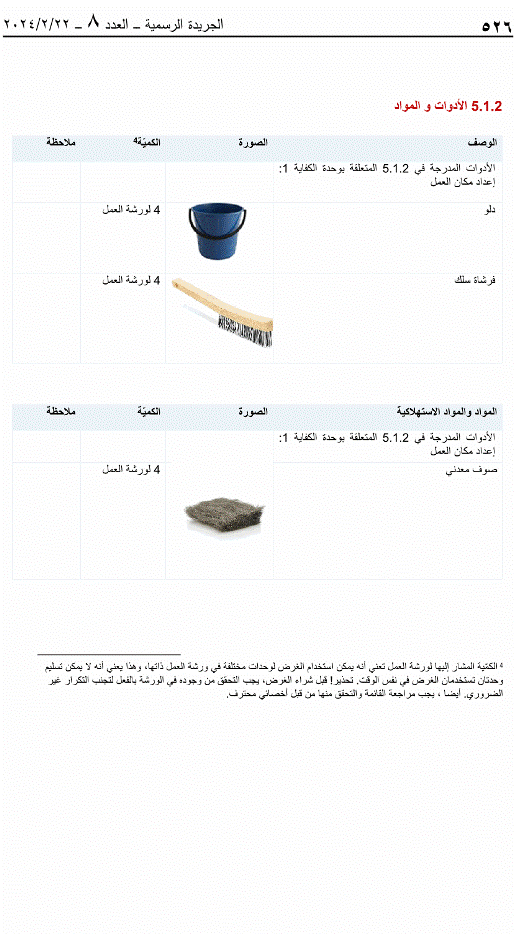 ٥٢٦
الجريدة الرسمية – العدد ٨ – ٢٠٢٤/٢/٢٢
5.1.2 الأدوات و المواد
الوصف الصورة الكميّة4 ملاحظة
الأدوات المدرجة في 5.1.2 المتعلقة بوحدة الكفاية 1:
إعداد مكان العمل
دلو 4 لورشة العمل
فرشاة سلك 4 لورشة العمل
المواد والمواد الاستهلاكية الصورة الكميّة ملاحظة
الأدوات المدرجة في 5.1.2 المتعلقة بوحدة الكفاية 1:
إعداد مكان العمل
صوف معدني 4 لورشة العمل
4 الكتبية المشار إليها لورشة العمل تعني أنه يمكن استخدام الغرض لوحدات مختلفة في ورشة العمل ذاتها، وهذا يعني أنه لا يمكن تسليم
وحدتان تستخدمان الغرض في نفس الوقت. تحذير! قبل شراء الغرض، يجب التحقق من وجوده في الورشة بالفعل لتجنب التكرار غير
الضروري. أيضا ، يجب مراجعة القائمة والتحقق منها من قبل أخصائي محترف.